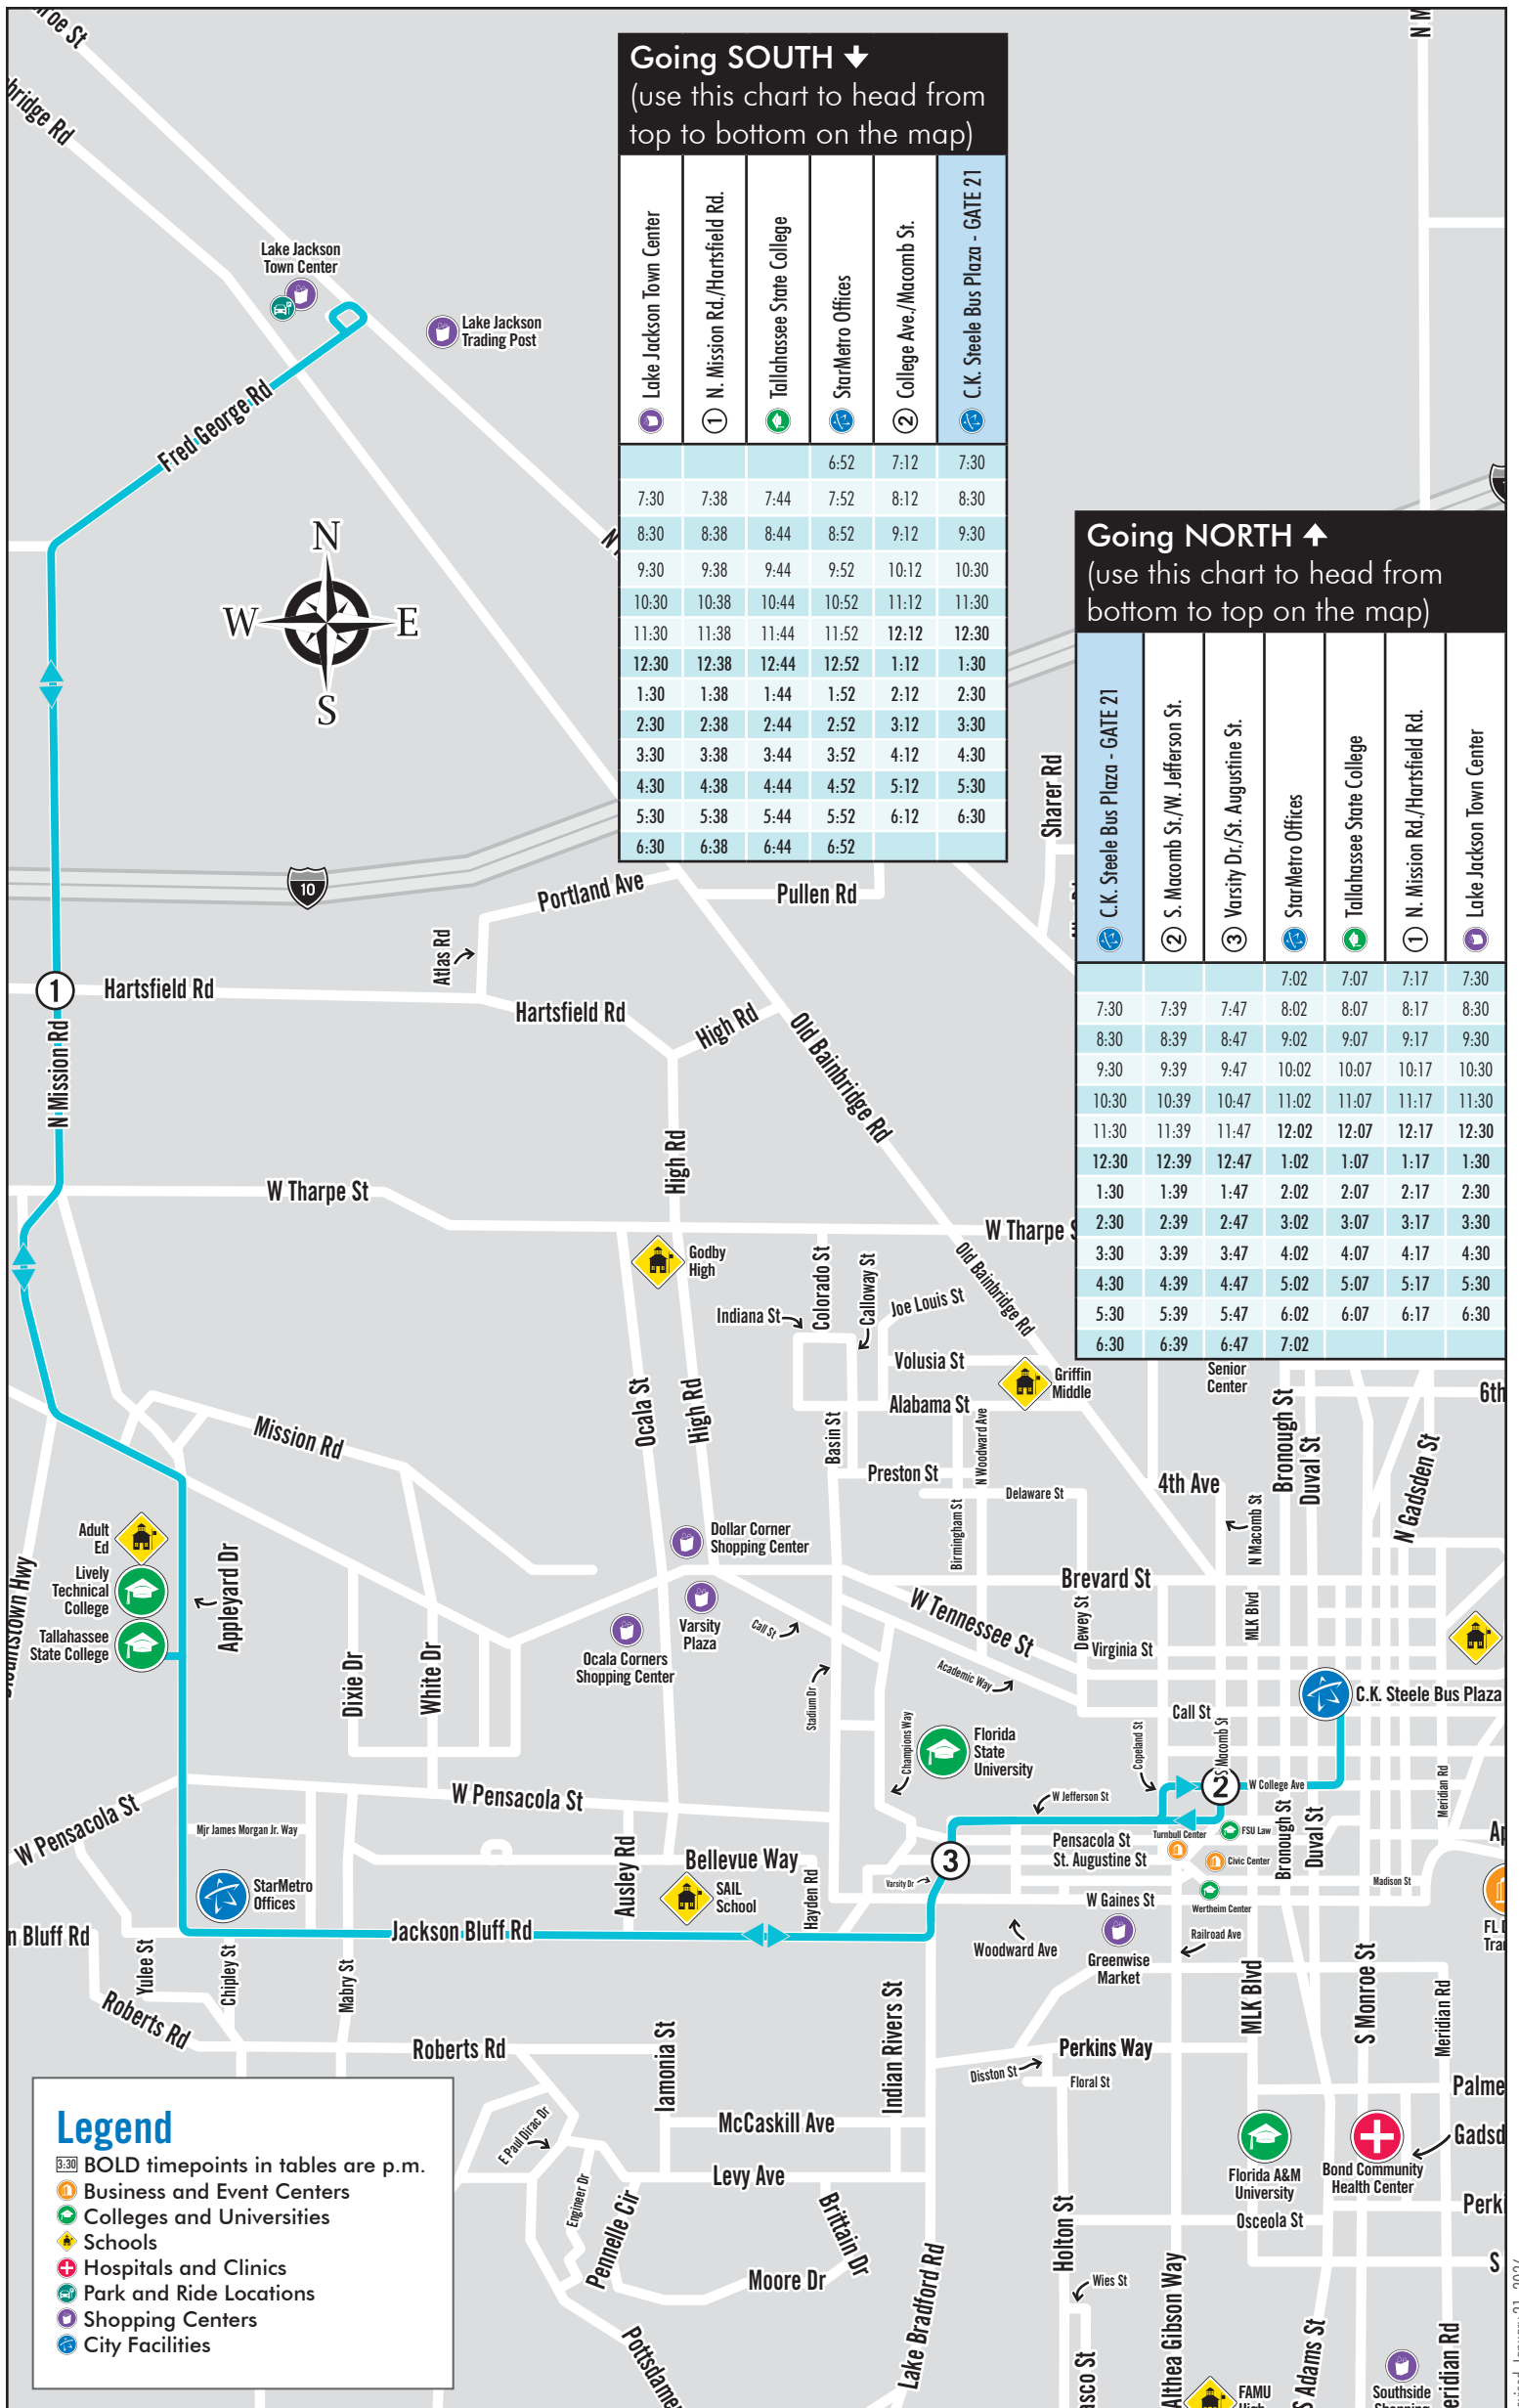 Going SOUTH
(use this chart to head from
top to bottom on the map)
Lake Jackson Town Center
1 N. Mission Rd./Hartsfield Rd.
Tallahassee State College
StarMetro Offices
2 College Ave./Macomb St.
C.K. Steele Bus Plaza - GATE 21
6:52 7:12 7:30
7:30 7:38 7:44 7:52 8:12 8:30
8:30 8:38 8:44 8:52 9:12 9:30
9:30 9:38 9:44 9:52 10:12 10:30
10:30 10:38 10:44 10:52 11:12 11:30
11:30 11:38 11:44 11:52 12:12 12:30
12:30 12:38 12:44 12:52 1:12 1:30
1:30 1:38 1:44 1:52 2:12 2:30
2:30 2:38 2:44 2:52 3:12 3:30
3:30 3:38 3:44 3:52 4:12 4:30
4:30 4:38 4:44 4:52 5:12 5:30
5:30 5:38 5:44 5:52 6:12 6:30
6:30 6:38 6:44 6:52
Going NORTH
(use this chart to head from
bottom to top on the map)
C.K. Steele Bus Plaza - GATE 21
2 S. Macomb St./W. Jefferson St.
3 Varsity Dr./St. Augustine St.
StarMetro Offices
Tallahassee State College
1 N. Mission Rd./Hartsfield Rd.
Lake Jackson Town Center
7:02 7:07 7:17 7:30
7:30 7:39 7:47 8:02 8:07 8:17 8:30
8:30 8:39 8:47 9:02 9:07 9:17 9:30
9:30 9:39 9:47 10:02 10:07 10:17 10:30
10:30 10:39 10:47 11:02 11:07 11:17 11:30
11:30 11:39 11:47 12:02 12:07 12:17 12:30
12:30 12:39 12:47 1:02 1:07 1:17 1:30
1:30 1:39 1:47 2:02 2:07 2:17 2:30
2:30 2:39 2:47 3:02 3:07 3:17 3:30
3:30 3:39 3:47 4:02 4:07 4:17 4:30
4:30 4:39 4:47 5:02 5:07 5:17 5:30
5:30 5:39 5:47 6:02 6:07 6:17 6:30
6:30 6:39 6:47 7:02
Lake Jackson
Town Center
Lake Jackson
Trading Post
Fred George Rd
N
W E
S
10
Sharer Rd
Portland Ave
Pullen Rd
Atlas Rd
1
Hartsfield Rd
Hartsfield Rd
High Rd
Old Bainbridge Rd
N Mission Rd
High Rd
W Tharpe St
W Tharpe S
Godby
High
Colorado St
Calloway St
Old Bainbridge Rd
Indiana St
Joe Louis St
Volusia St
Alabama St
Griffin
Middle
Senior
Center
6th
Bronough St
Duval St
N Gadsden St
Ocala St
High Rd
Mission Rd
Basin St
N Woodward Ave
Preston St
Delaware St
4th Ave
N Macomb St
Birmingham St
Adult
Ed
Lively
Technical
College
Tallahassee
State College
Appleyard Dr
Dollar Corner
Shopping Center
Varsity
Plaza
Ocala Corners
Shopping Center
Call St
Brevard St
W Tennessee St
Dewey St
MLK Blvd
Virginia St
Academic Way
Dixie Dr
White Dr
Stadium Dr
Champions Way
C.K. Steele Bus Plaza
Call St
S Macomb St
Copeland St
Florida
State
University
2
W College Ave
Meridian Rd
W Jefferson St
W Pensacola St
W Pensacola St
Mjr James Morgan Jr. Way
Pensacola St
St. Augustine St
Turnbull Center
FSU Law
Civic Center
Bronough St
Duval St
3
Varsity Dr
Bellevue Way
Ausley Rd
SAIL
School
Hayden Rd
Madison St
W Gaines St
Wertheim Center
StarMetro
Offices
Jackson Bluff Rd
n Bluff Rd
Woodward Ave
Greenwise
Market
Railroad Ave
Yulee St
Chipley St
Mabry St
Roberts Rd
Roberts Rd
Iamonia St
Indian Rivers St
MLK Blvd
S Monroe St
Meridian Rd
Perkins Way
Disston St
Floral St
Palme
McCaskill Ave
E Paul Dirac Dr
Levy Ave
Engineer Dr
Pennelle Cir
Brittain Dr
Moore Dr
Florida A&M
University
Bond Community
Health Center
Gadsd
Perki
Osceola St
Holton St
Wies St
Althea Gibson Way
Lake Bradford Rd
S Adams St
FAMU
Southside
Legend
3:30 BOLD timepoints in tables are p.m.
Business and Event Centers
Colleges and Universities
Schools
Hospitals and Clinics
Park and Ride Locations
Shopping Centers
City Facilities